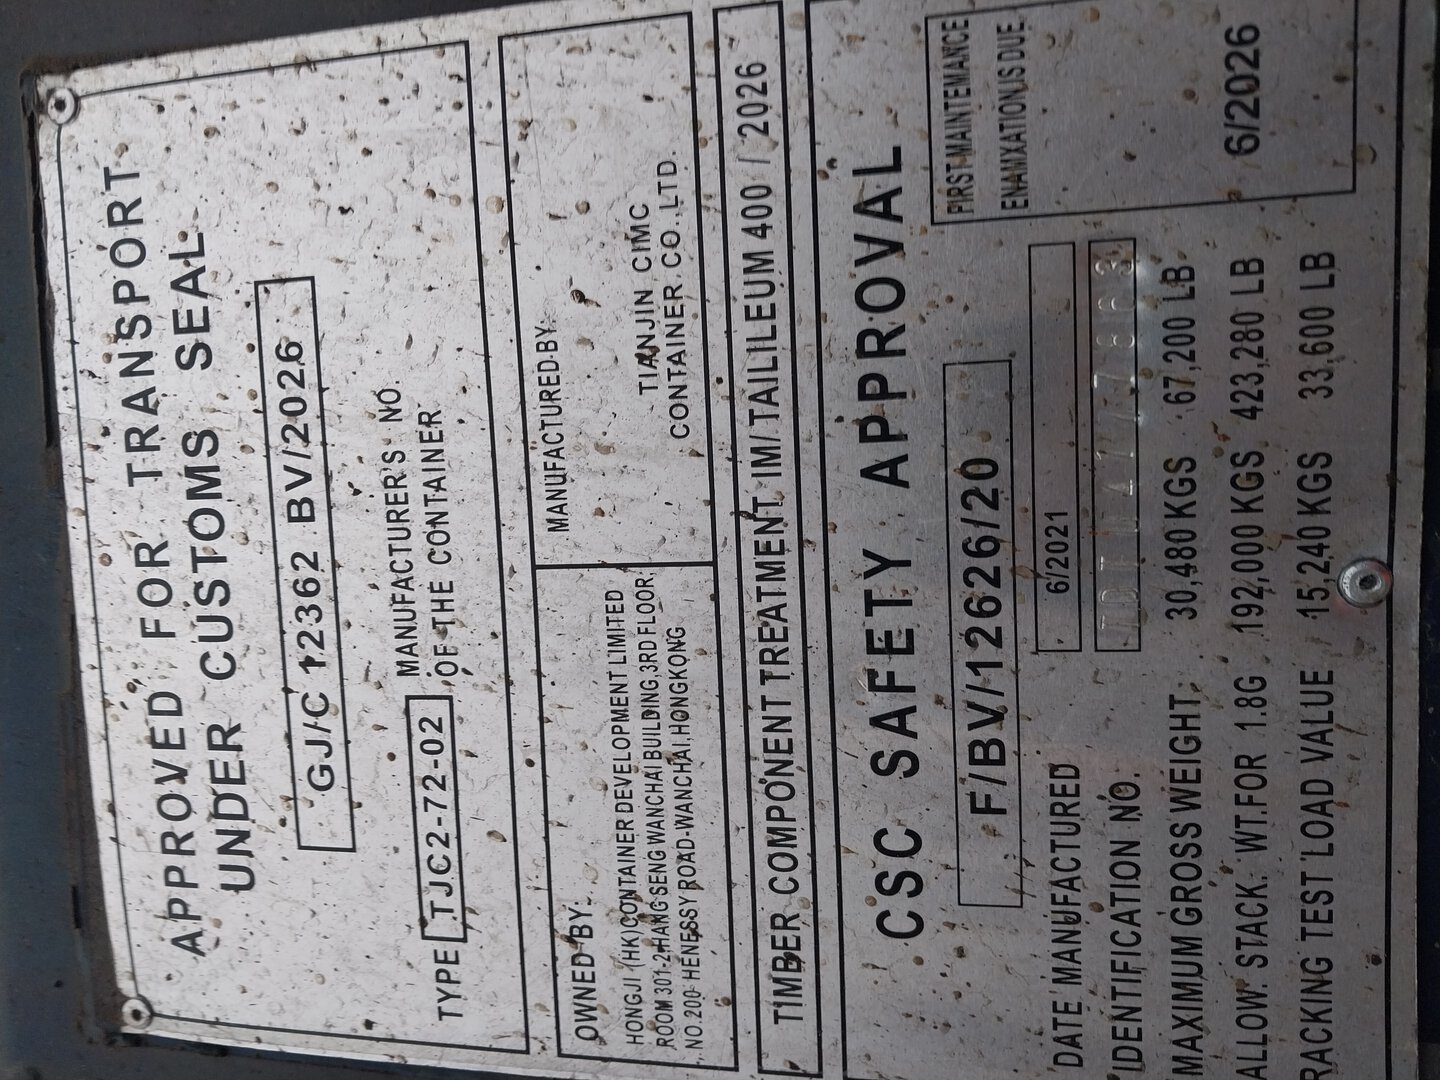 APPROVED FOR TRANSPORT
UNDER CUSTOMS SEAL
GJ/C 12362 BV/2026
TYPE TJC2-72-02
MANUFACTURER'S NO.
OF THE CONTAINER
OWNED BY:
HONGJI (HK)CONTAINER DEVELOPMENT LIMITED
ROOM 301-2 HANG SENG WANCHAI BUILDING,3RD FLOOR,
NO.200 HENESSY ROAD WANCHAI,HONGKONG
MANUFACTURED BY:
TIANJIN CIMC
CONTAINER CO.,LTD.
TIMBER COMPONENT TREATMENT IM/TAILILEUM 400 / 2026
CSC SAFETY APPROVAL
F/BV/12626/20
DATE MANUFACTURED 6/2021
IDENTIFICATION NO.
MAXIMUM GROSS WEIGHT 30,480 KGS 67,200 LB
ALLOW. STACK. WT.FOR 1.8G 192,000 KGS 423,280 LB
RACKING TEST LOAD VALUE 15,240 KGS 33,600 LB
FIRST MAINTEMANCE
ENAMXATION.IS DUE.
6/2026